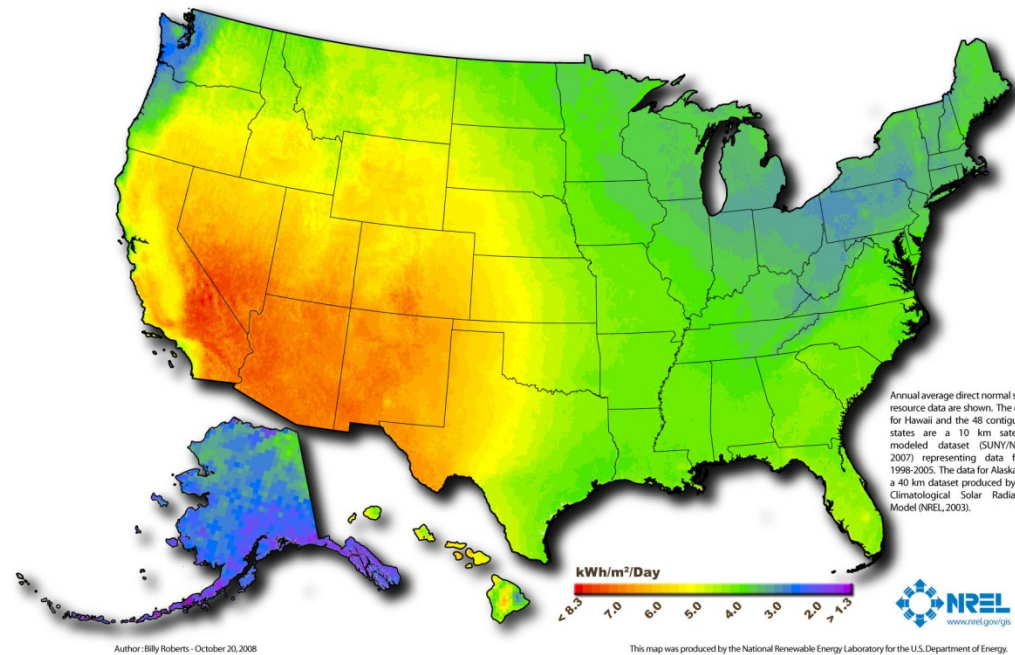 Annual average direct normal s
resource data are shown. The
for Hawaii and the 48 contigu
states are a 10 km sate
modeled dataset (SUNY/N
2007) representing data f
1998-2005. The data for Alaska
a 40 km dataset produced by
Climatological Solar Radia
Model (NREL, 2003).
kWh/m²/Day
< 8.3 7.0 6.0 5.0 4.0 3.0 2.0 > 1.3
NREL
www.nrel.gov/gis
Author : Billy Roberts - October 20, 2008
This map was produced by the National Renewable Energy Laboratory for the U.S. Department of Energy.